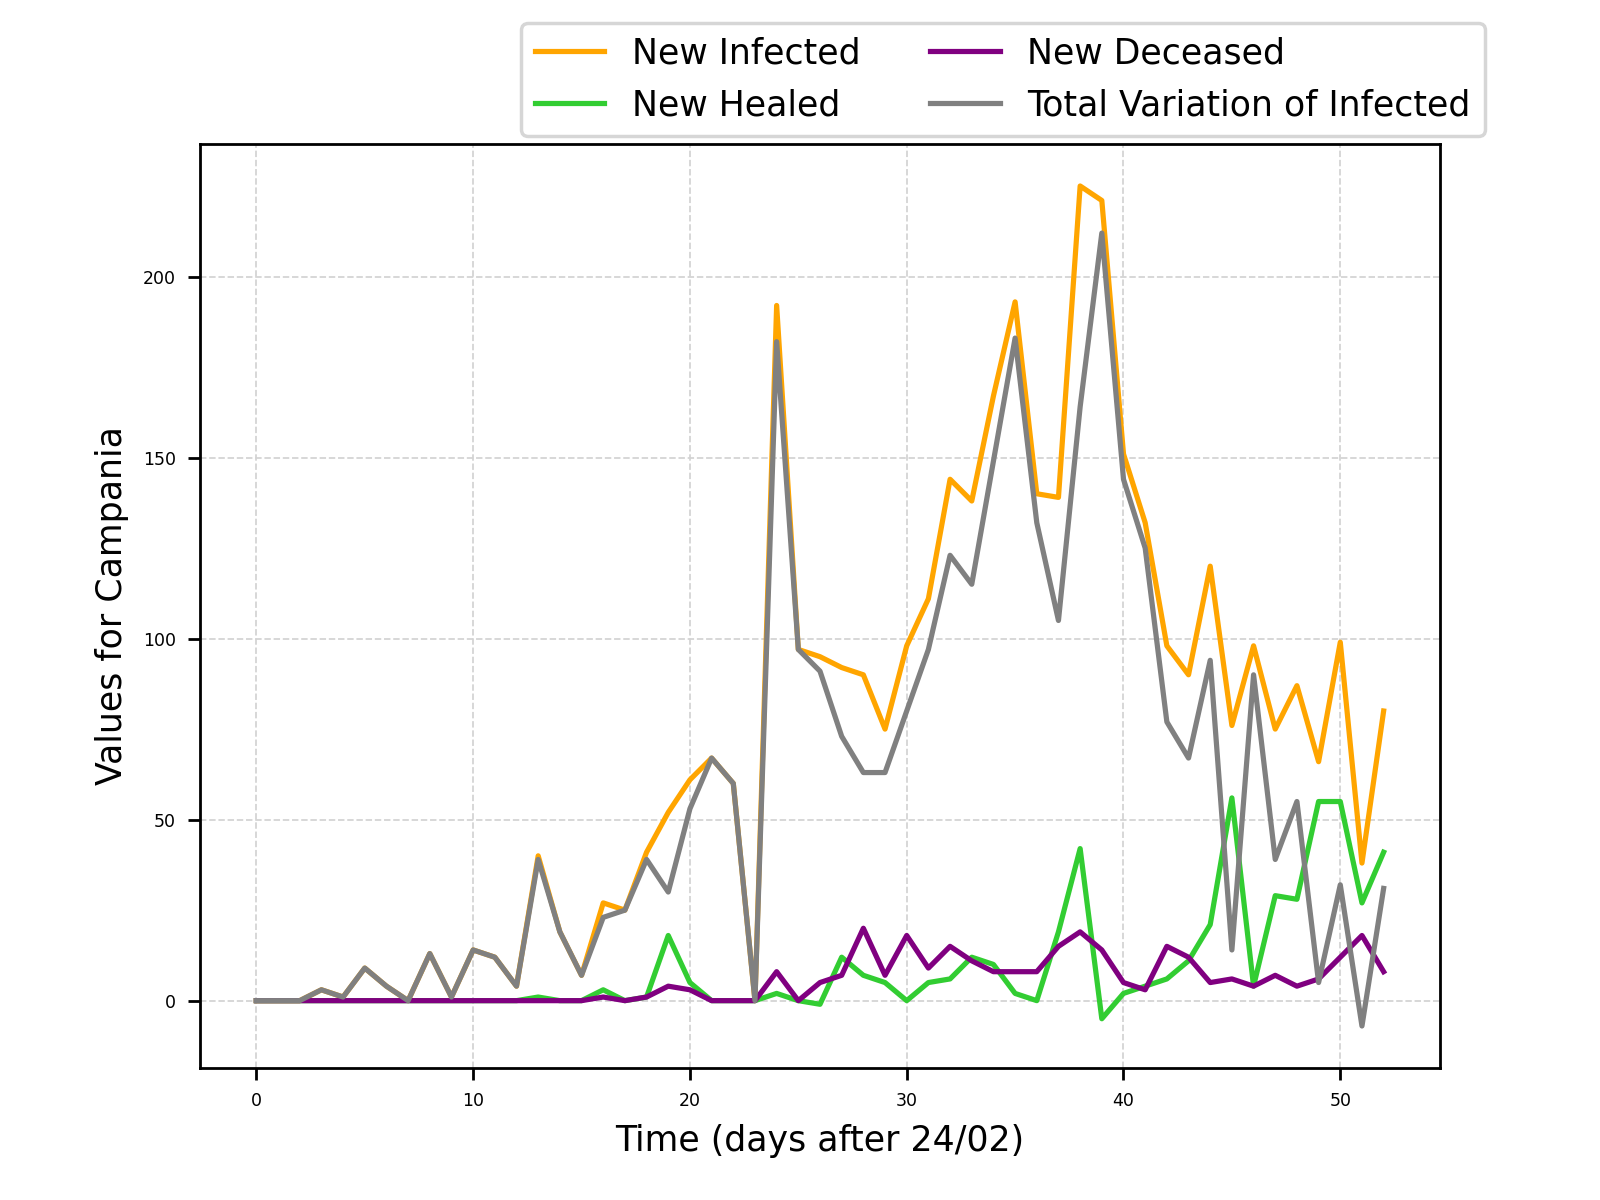 New Infected
New Healed
New Deceased
Total Variation of Infected
Values for Campania
200
150
100
50
0
0 10 20 30 40 50
Time (days after 24/02)